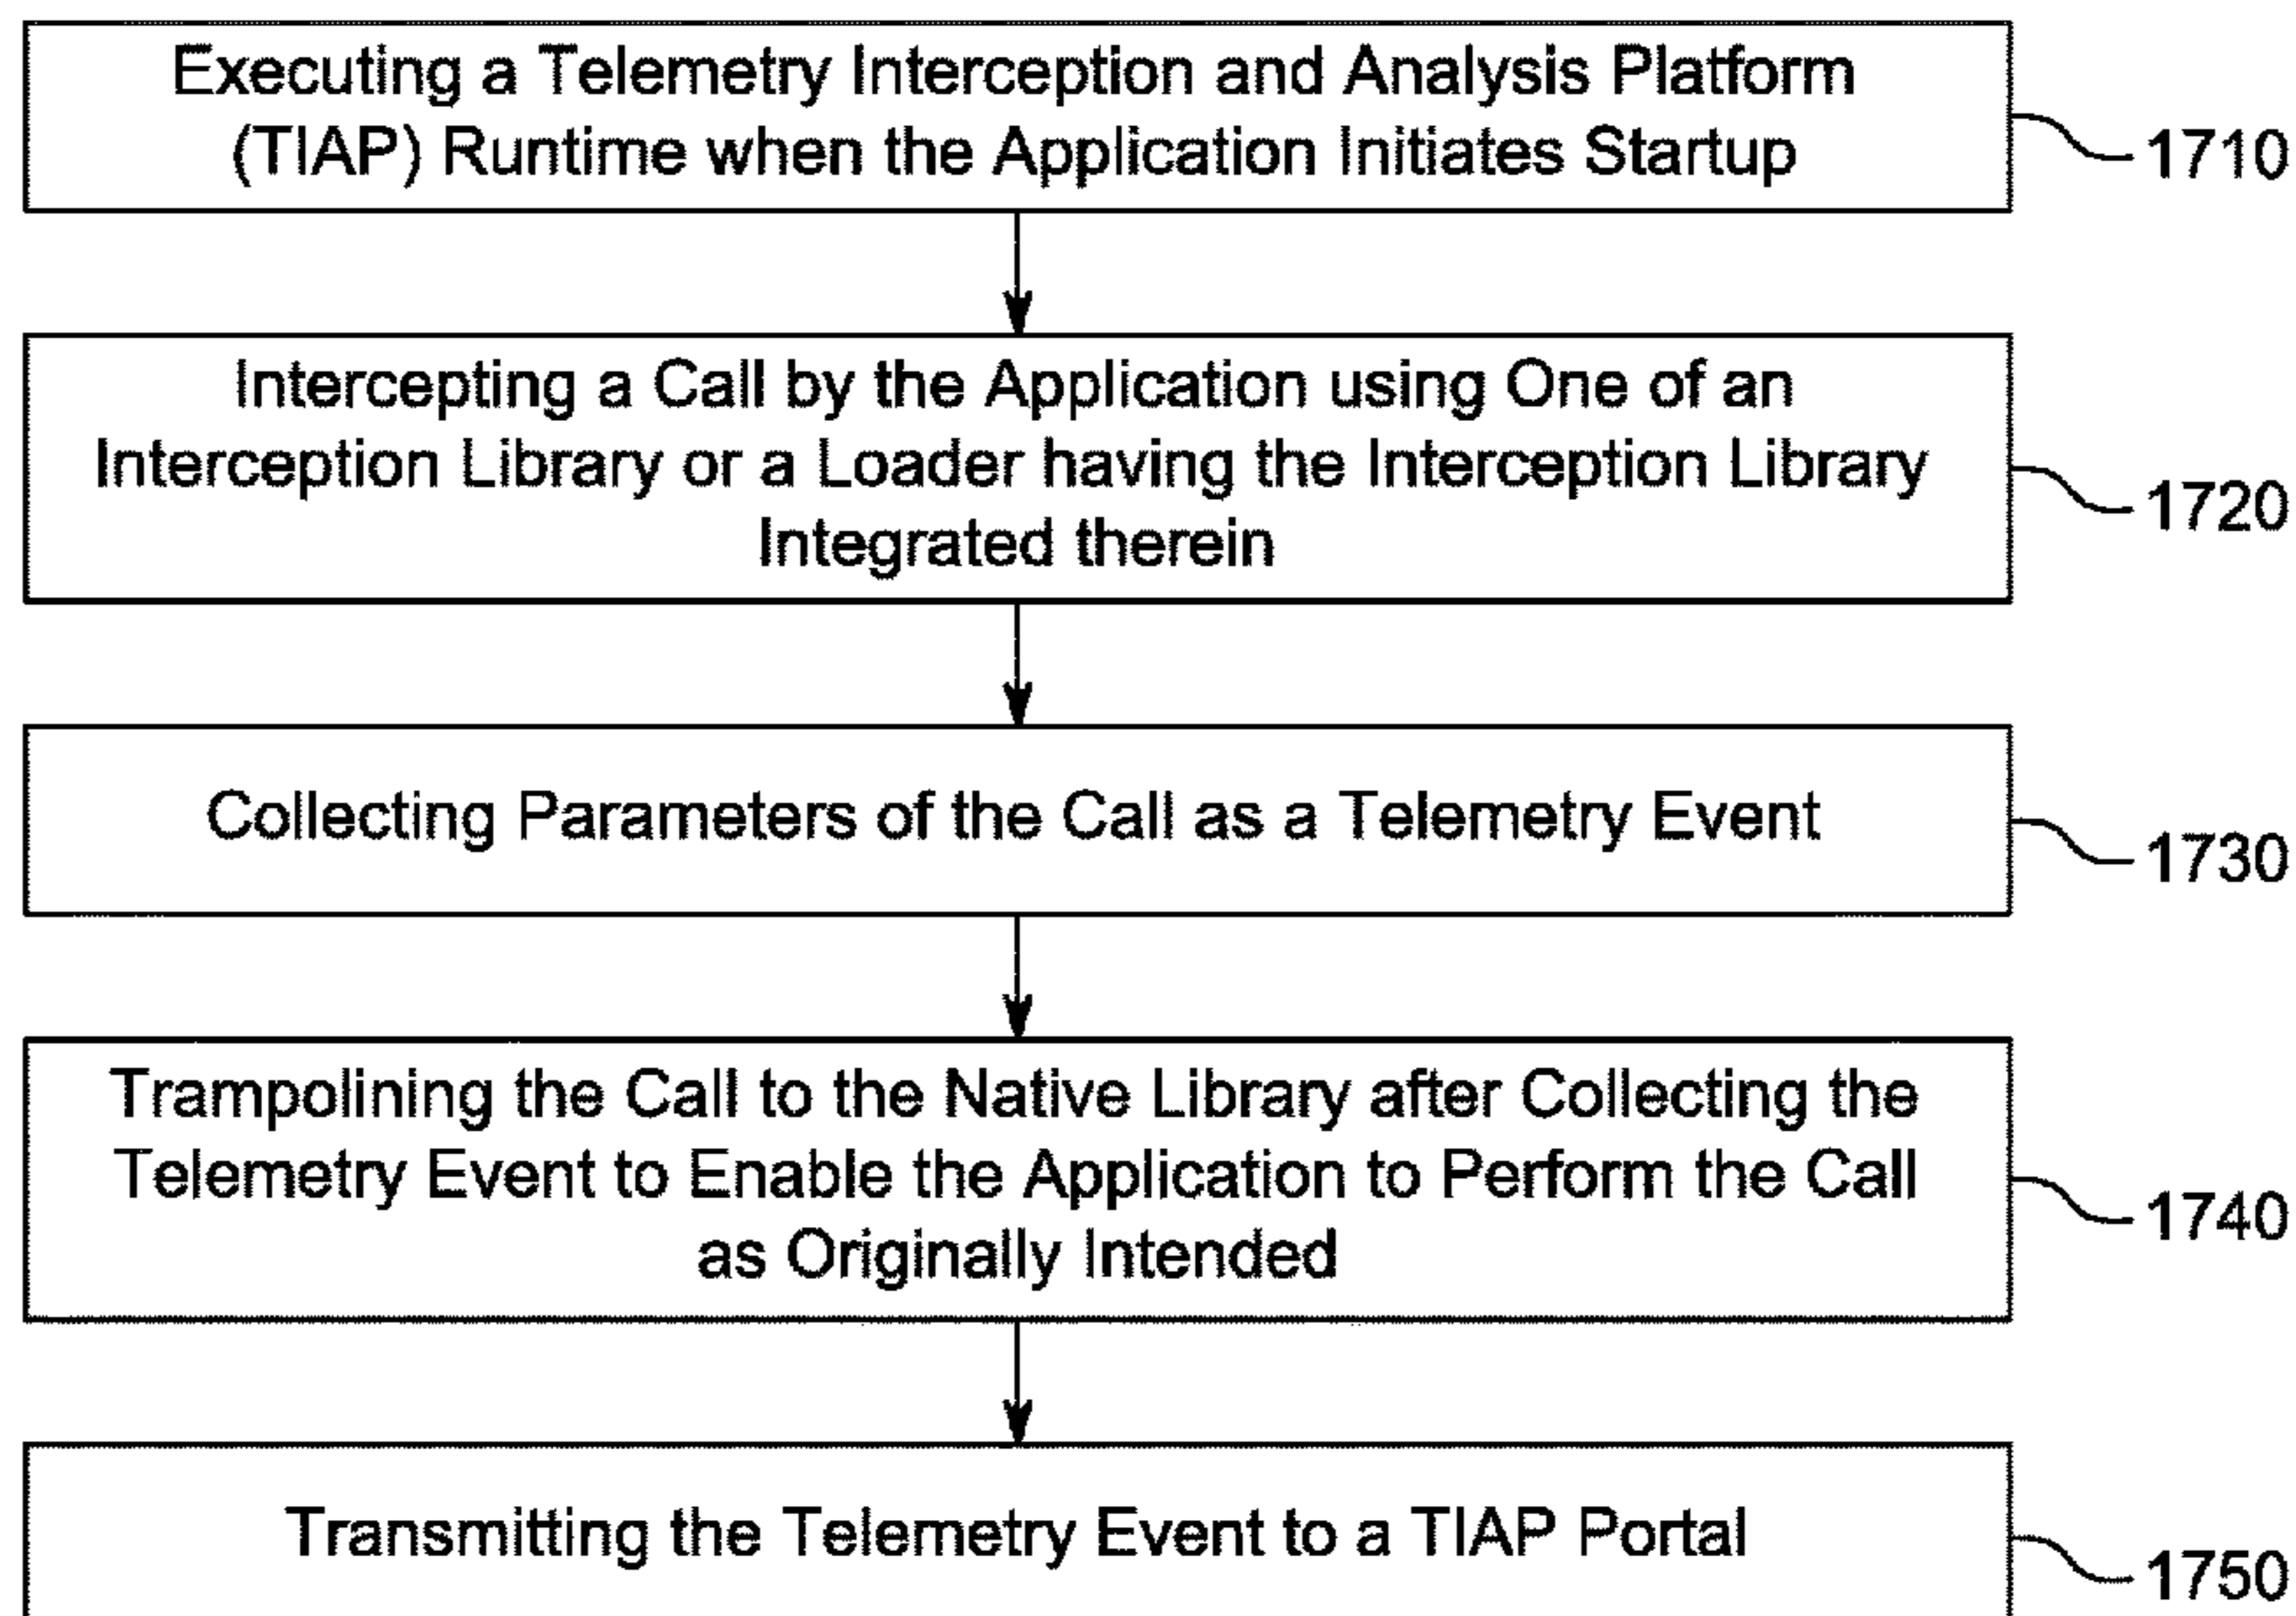 Executing a Telemetry Interception and Analysis Platform
(TIAP) Runtime when the Application Initiates Startup
1710
Intercepting a Call by the Application using One of an
Interception Library or a Loader having the Interception Library
Integrated therein
1720
Collecting Parameters of the Call as a Telemetry Event
1730
Trampolining the Call to the Native Library after Collecting the
Telemetry Event to Enable the Application to Perform the Call
as Originally Intended
1740
Transmitting the Telemetry Event to a TIAP Portal
1750